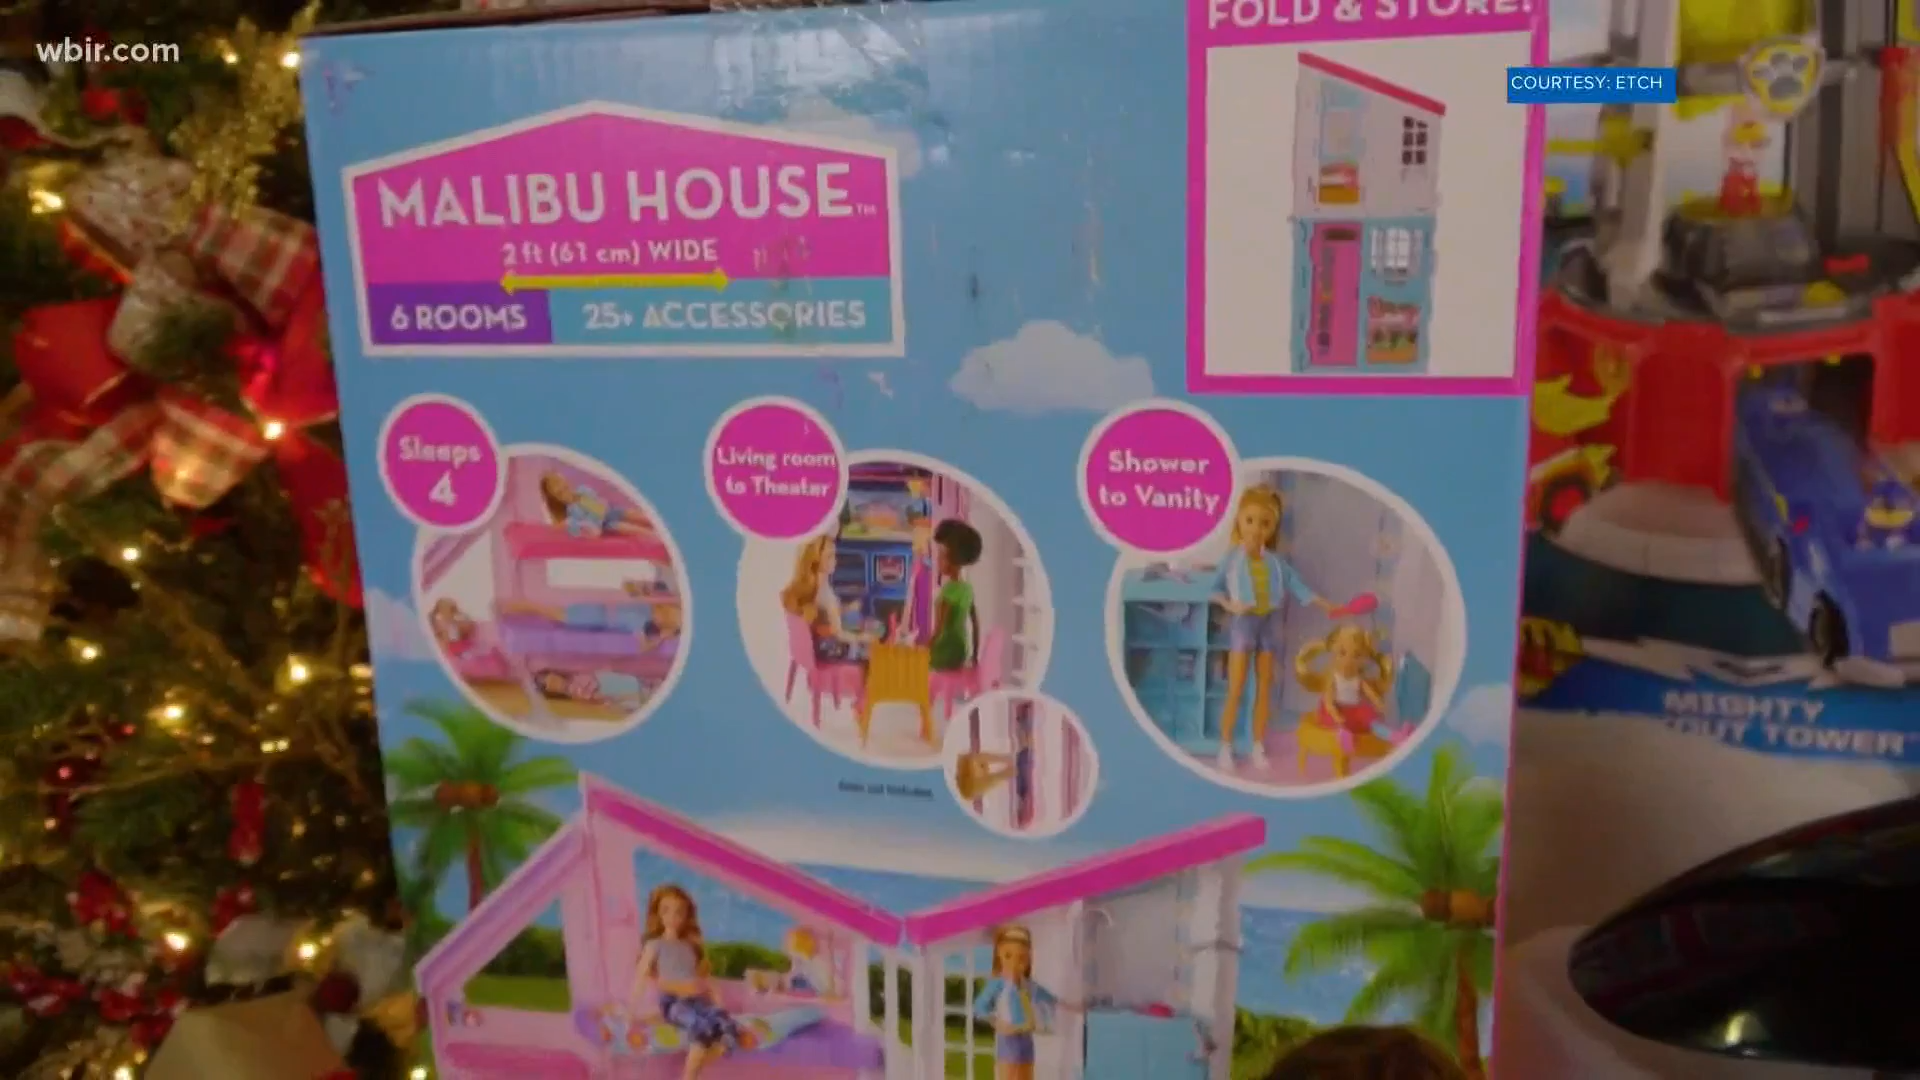 wbir.com
FOLD & STORE!
COURTESY: ETCH
MALIBU HOUSE™
2 ft (61 cm) WIDE
6 ROOMS
25+ ACCESSORIES
Sleeps
4
Living room
to Theater
Shower
to Vanity
MIGHTY
TOWER